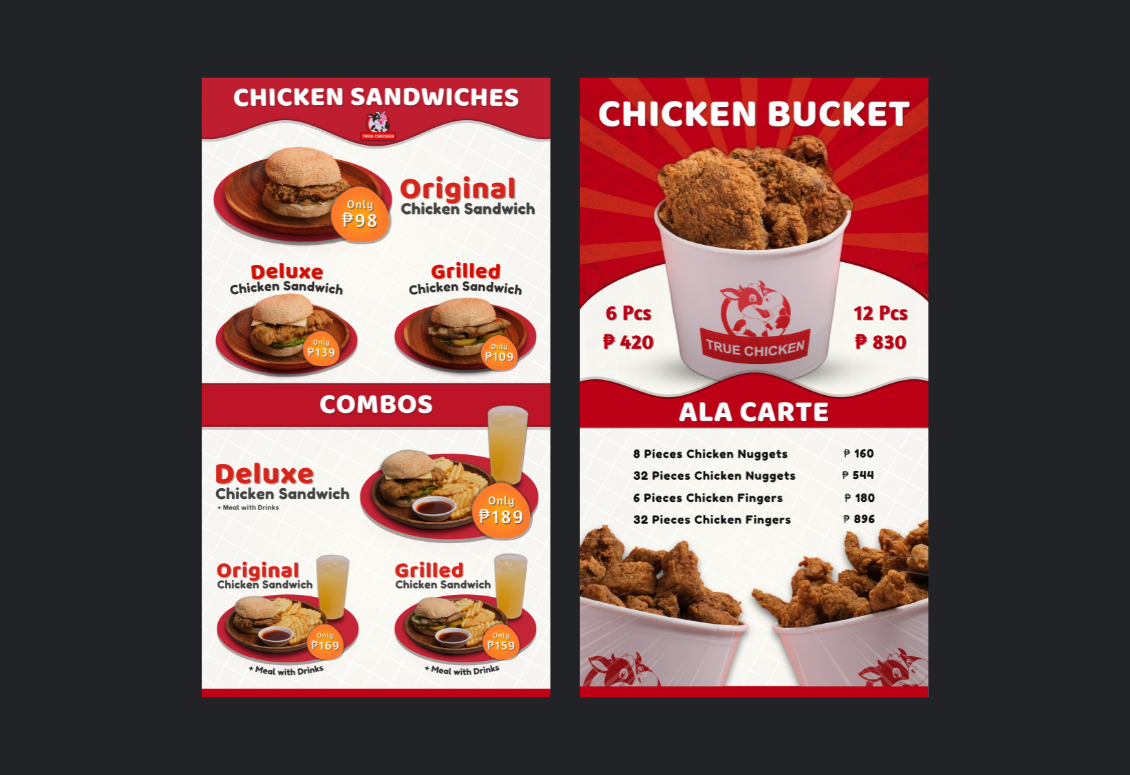 CHICKEN SANDWICHES
TRUE CHICKEN
Original
Chicken Sandwich
Only
₱98
Deluxe
Chicken Sandwich
Only
₱139
Grilled
Chicken Sandwich
Only
₱109
COMBOS
Deluxe
Chicken Sandwich
+ Meal with Drinks
Only
₱189
Original
Chicken Sandwich
Only
₱169
+ Meal with Drinks
Grilled
Chicken Sandwich
Only
₱159
+ Meal with Drinks
CHICKEN BUCKET
TRUE CHICKEN
6 Pcs
₱ 420
12 Pcs
₱ 830
ALA CARTE
8 Pieces Chicken Nuggets ₱ 160
32 Pieces Chicken Nuggets ₱ 544
6 Pieces Chicken Fingers ₱ 180
32 Pieces Chicken Fingers ₱ 896